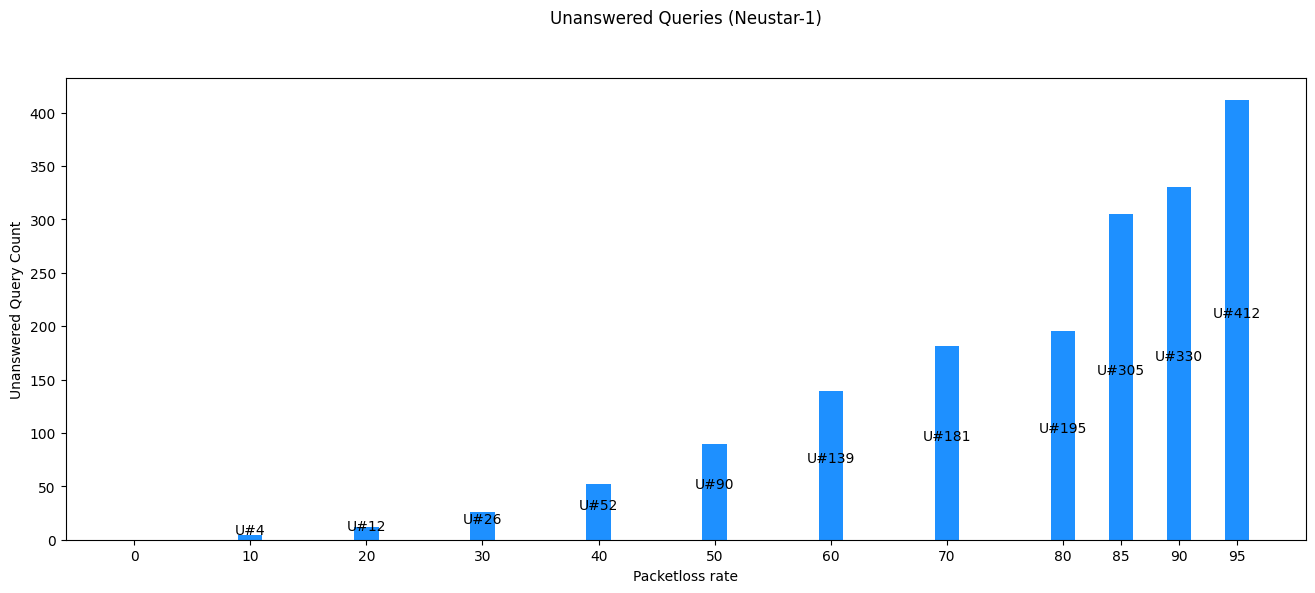 Unanswered Queries (Neustar-1)
Unanswered Query Count
400
350
300
250
200
150
100
50
0
U#4
U#12
U#26
U#52
U#90
U#139
U#181
U#195
U#305
U#330
U#412
0 10 20 30 40 50 60 70 80 85 90 95
Packetloss rate